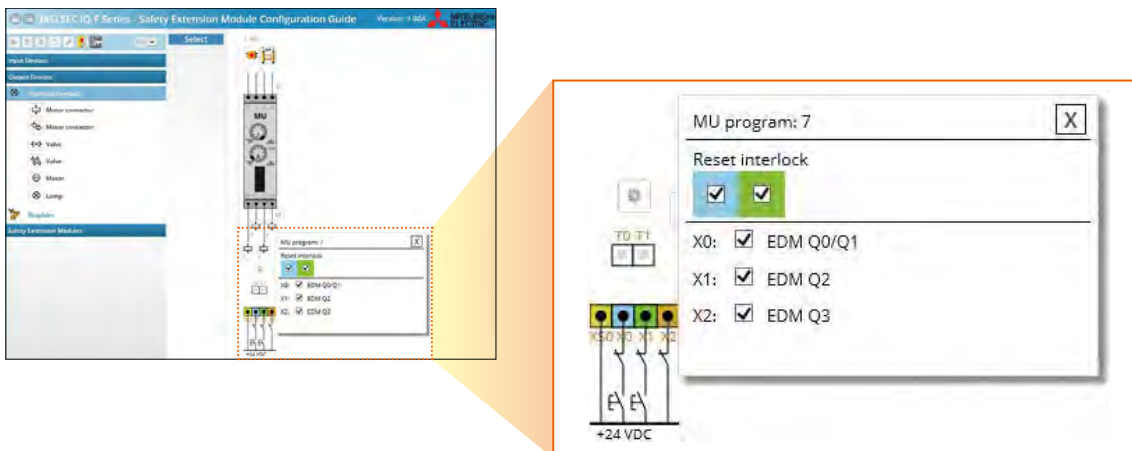 MELSEC iQ-F Series - Safety Extension Module Configuration Guide
Version: 1.00A
MITSUBISHI
ELECTRIC
Select
Input Devices
Output Devices
Motor contactor
Motor contactor
Valve
Valve
Motor
Lamp
Safety Extension Modules
MU
MU program: 7
X
Reset interlock
X0: EDM Q0/Q1
X1: EDM Q2
X2: EDM Q3
+24 VDC
MU program: 7
X
Reset interlock
T0 T1
X0: EDM Q0/Q1
X1: EDM Q2
X2: EDM Q3
XS0 X0 X1 X2
+24 VDC